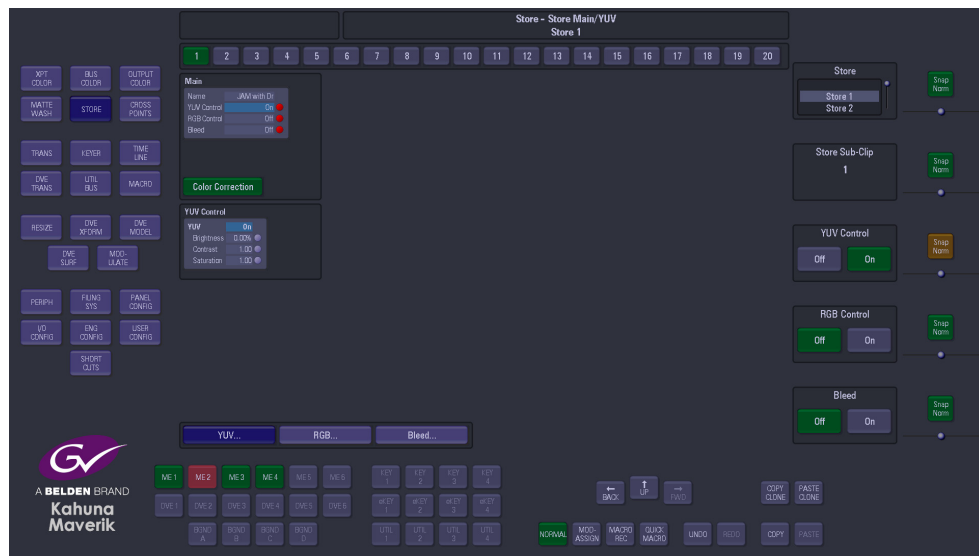 Store - Store Main/YUV
Store 1
1 2 3 4 5 6 7 8 9 10 11 12 13 14 15 16 17 18 19 20
XPT COLOR
BUS COLOR
OUTPUT COLOR
MATTE WASH
STORE
CROSS POINTS
TRANS
KEYER
TIME LINE
DVE TRANS
UTIL BUS
MACRO
RESIZE
DVE XFORM
DVE MODEL
DVE SURF
MOD- ULATE
PERIPH
FILING SYS
PANEL CONFIG
I/O CONFIG
ENG CONFIG
USER CONFIG
SHORT CUTS
Main
Name ..JAM with Dr
YUV Control On
RGB Control Off
Bleed Off
Color Correction
YUV Control
YUV On
Brightness 0.00%
Contrast 1.00
Saturation 1.00
Store
Store 1
Store 2
Snap Norm
Store Sub-Clip
1
Snap Norm
YUV Control
Off On
Snap Norm
RGB Control
Off On
Snap Norm
Bleed
Off On
Snap Norm
YUV... RGB... Bleed...
GV
A BELDEN BRAND
Kahuna
Maverik
ME 1 ME 2 ME 3 ME 4 ME 5 ME 6
DVE 1 DVE 2 DVE 3 DVE 4 DVE 5 DVE 6
BGND A BGND B BGND C BGND D
KEY 1 KEY 2 KEY 3 KEY 4
eKEY 1 eKEY 2 eKEY 3 eKEY 4
UTIL 1 UTIL 2 UTIL 3 UTIL 4
BACK UP FWD
COPY CLONE PASTE CLONE
NORMAL MOD- ASSIGN MACRO REC QUICK MACRO UNDO REDO COPY PASTE